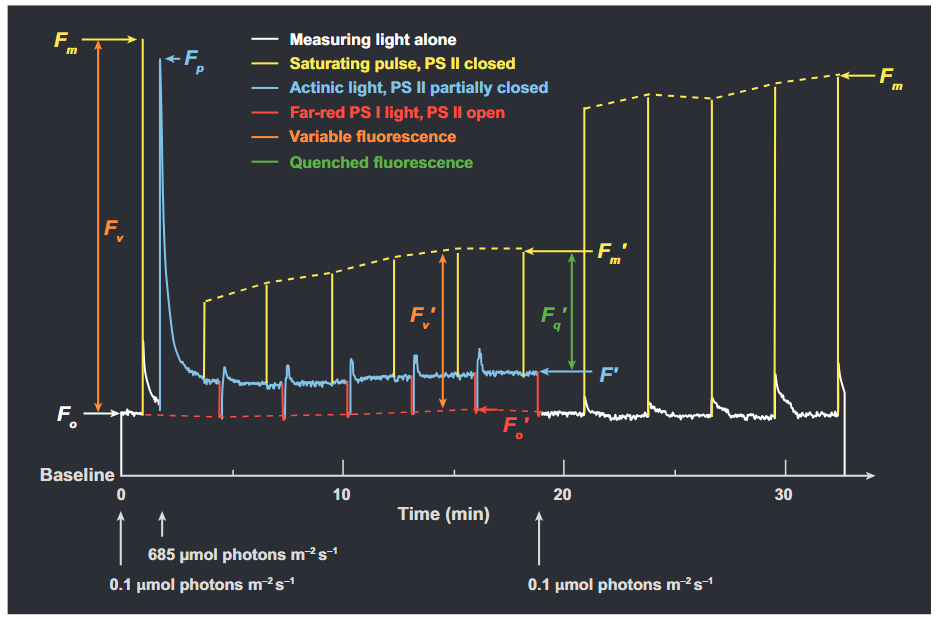 Fm
Fp
Measuring light alone
Saturating pulse, PS II closed
Actinic light, PS II partially closed
Far-red PS I light, PS II open
Variable fluorescence
Quenched fluorescence
Fm
Fv
Fm'
Fv'
Fq'
F'
Fo
Fo'
Baseline
0
10
20
30
Time (min)
685 µmol photons m–2 s–1
0.1 µmol photons m–2 s–1
0.1 µmol photons m–2 s–1